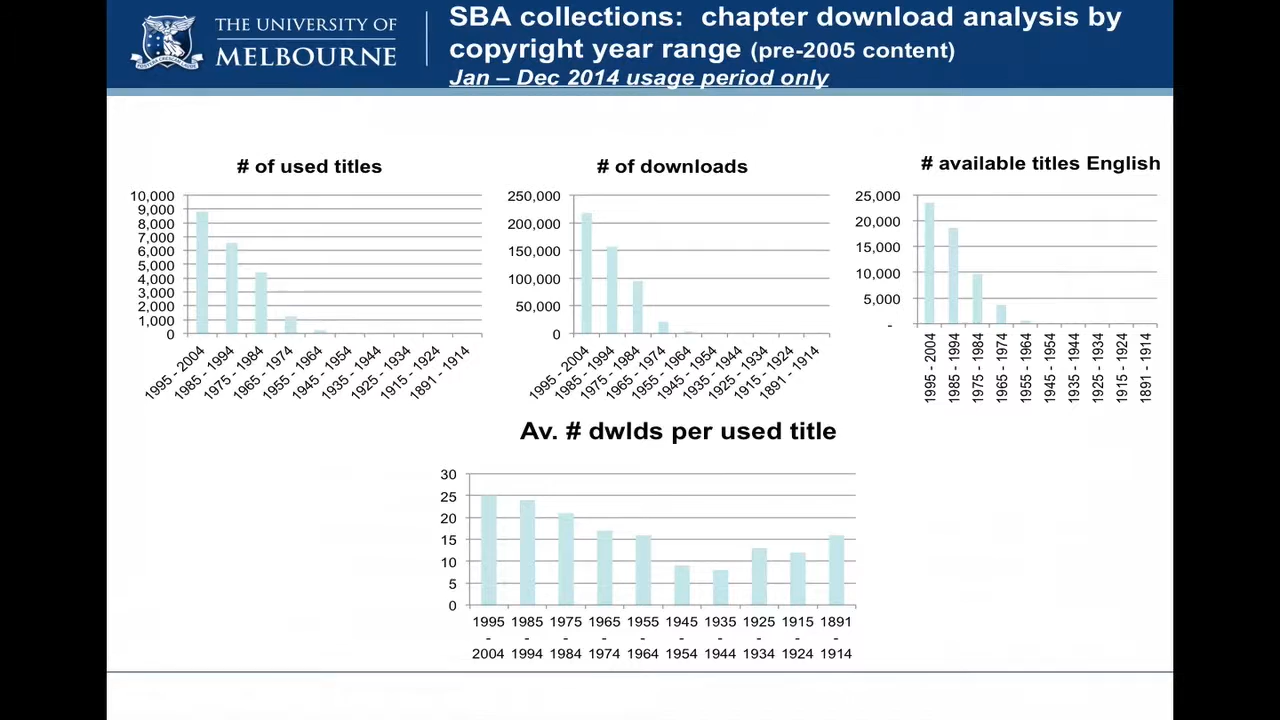 THE UNIVERSITY OF
MELBOURNE
SBA collections: chapter download analysis by
copyright year range (pre-2005 content)
Jan – Dec 2014 usage period only
# of used titles
10,000
9,000
8,000
7,000
6,000
5,000
4,000
3,000
2,000
1,000
0
1995 - 2004
1985 - 1994
1975 - 1984
1965 - 1974
1955 - 1964
1945 - 1954
1935 - 1944
1925 - 1934
1915 - 1924
1891 - 1914
# of downloads
250,000
200,000
150,000
100,000
50,000
0
1995 - 2004
1985 - 1994
1975 - 1984
1965 - 1974
1955 - 1964
1945 - 1954
1935 - 1944
1925 - 1934
1915 - 1924
1891 - 1914
# available titles English
25,000
20,000
15,000
10,000
5,000
-
1995 - 2004
1985 - 1994
1975 - 1984
1965 - 1974
1955 - 1964
1945 - 1954
1935 - 1944
1925 - 1934
1915 - 1924
1891 - 1914
Av. # dwlds per used title
30
25
20
15
10
5
0
1995 1985 1975 1965 1955 1945 1935 1925 1915 1891
- - - - - - - - - -
2004 1994 1984 1974 1964 1954 1944 1934 1924 1914